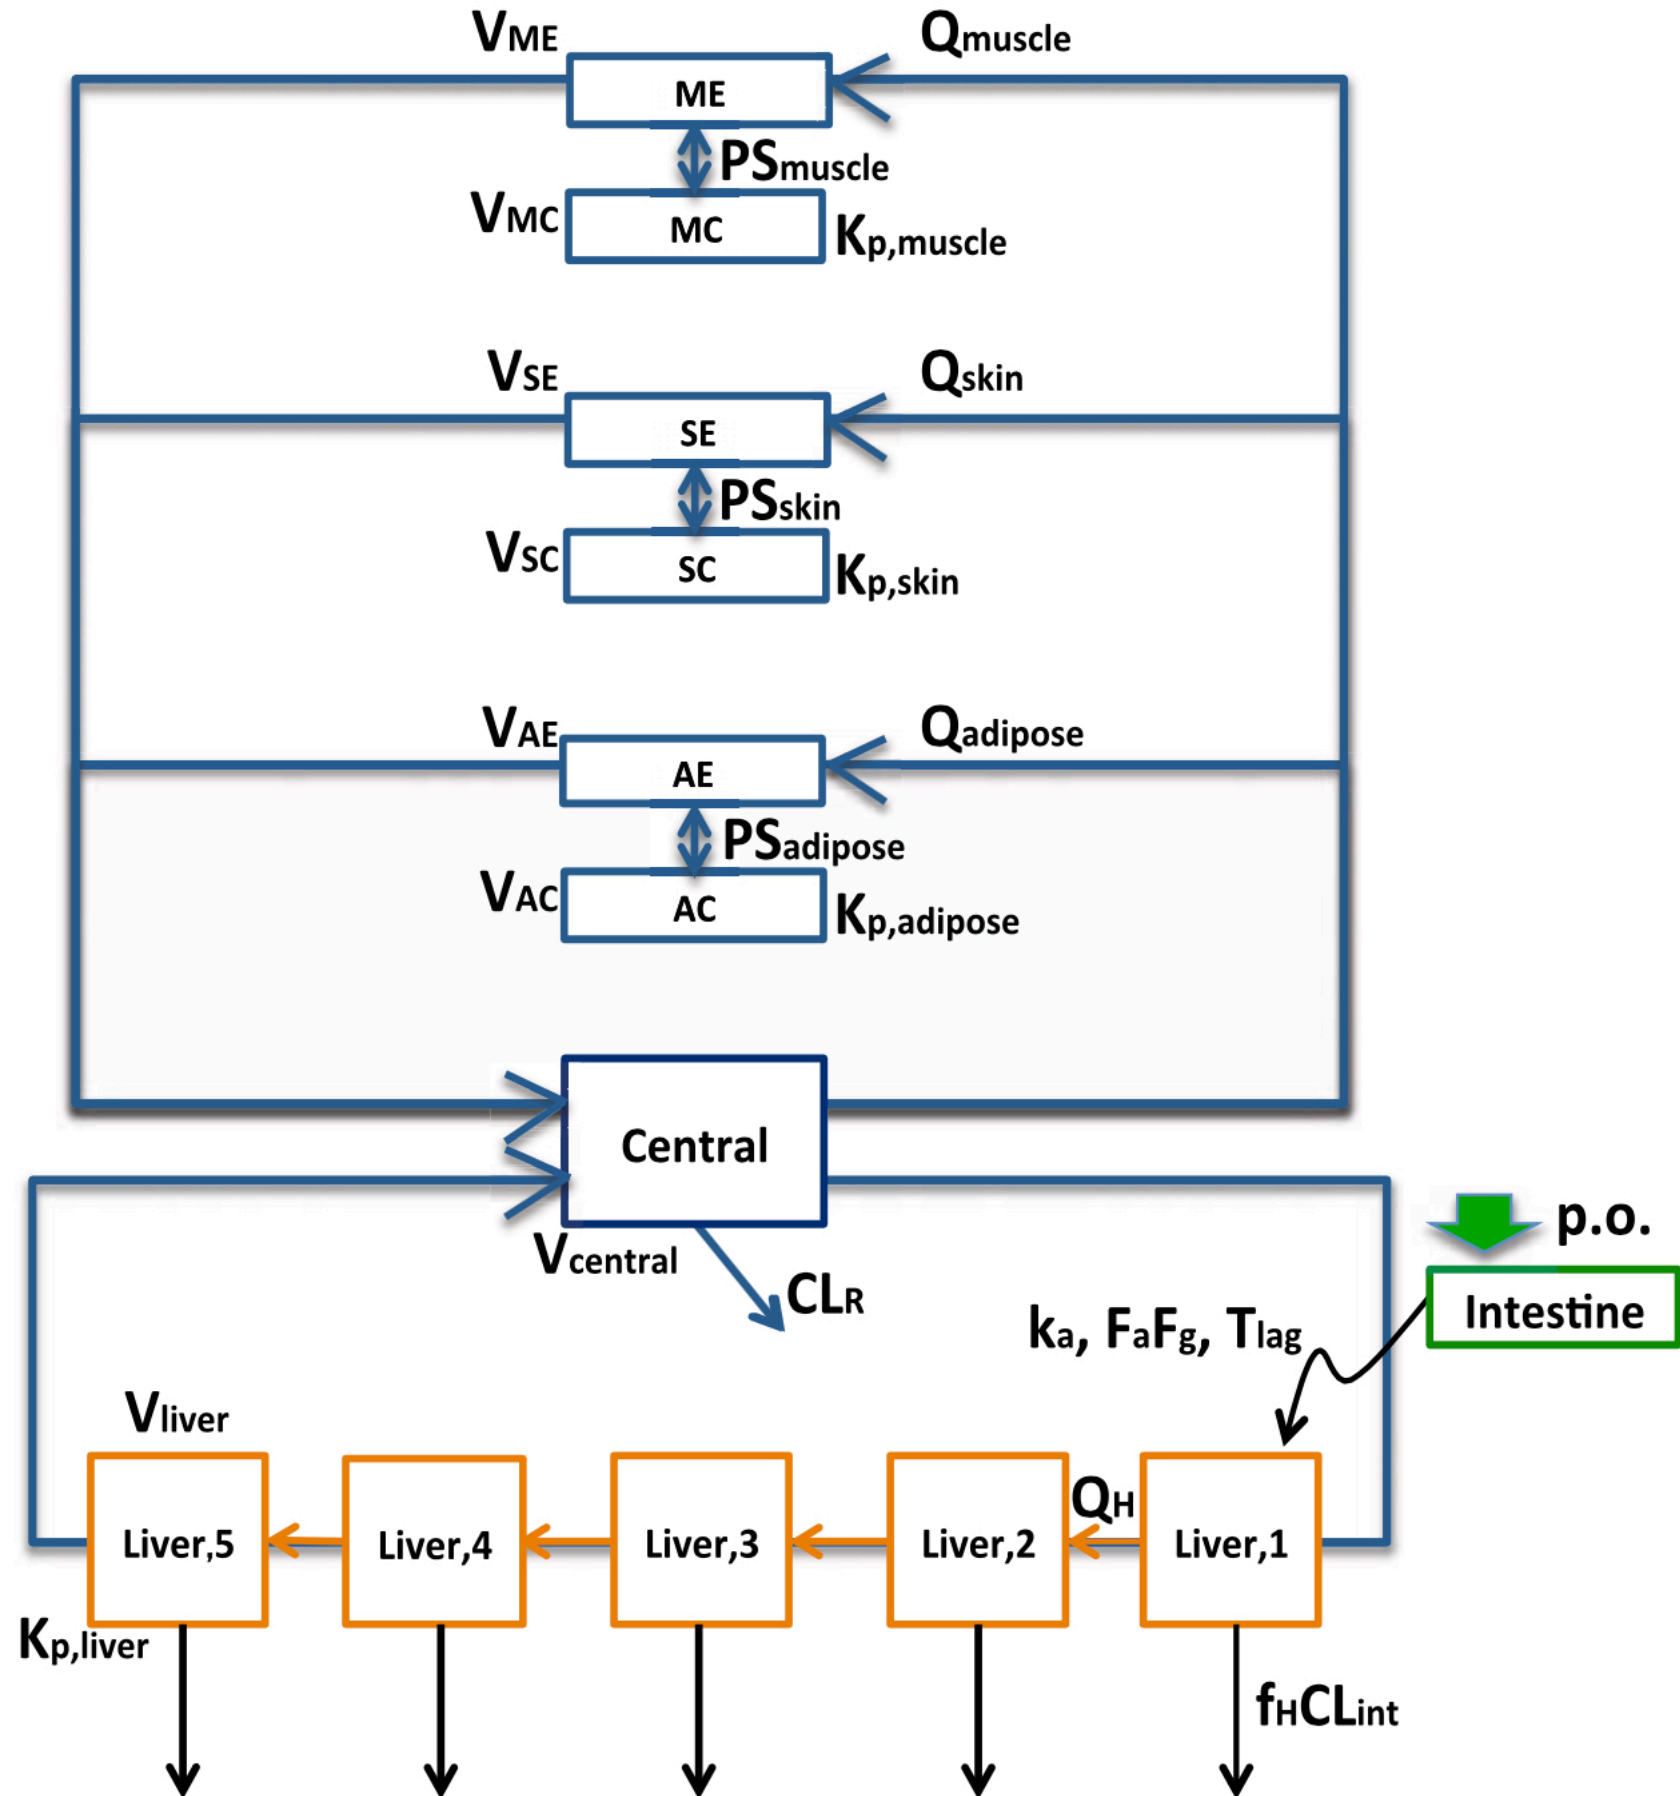 VME
Qmuscle
ME
PSmuscle
VMC
MC
Kp,muscle
VSE
Qskin
SE
PSskin
VSC
SC
Kp,skin
VAE
Qadipose
AE
PSadipose
VAC
AC
Kp,adipose
Central
Vcentral
CLR
p.o.
Intestine
ka, FaFg, Tlag
Vliver
QH
Liver,5
Liver,4
Liver,3
Liver,2
Liver,1
Kp,liver
fHCLint